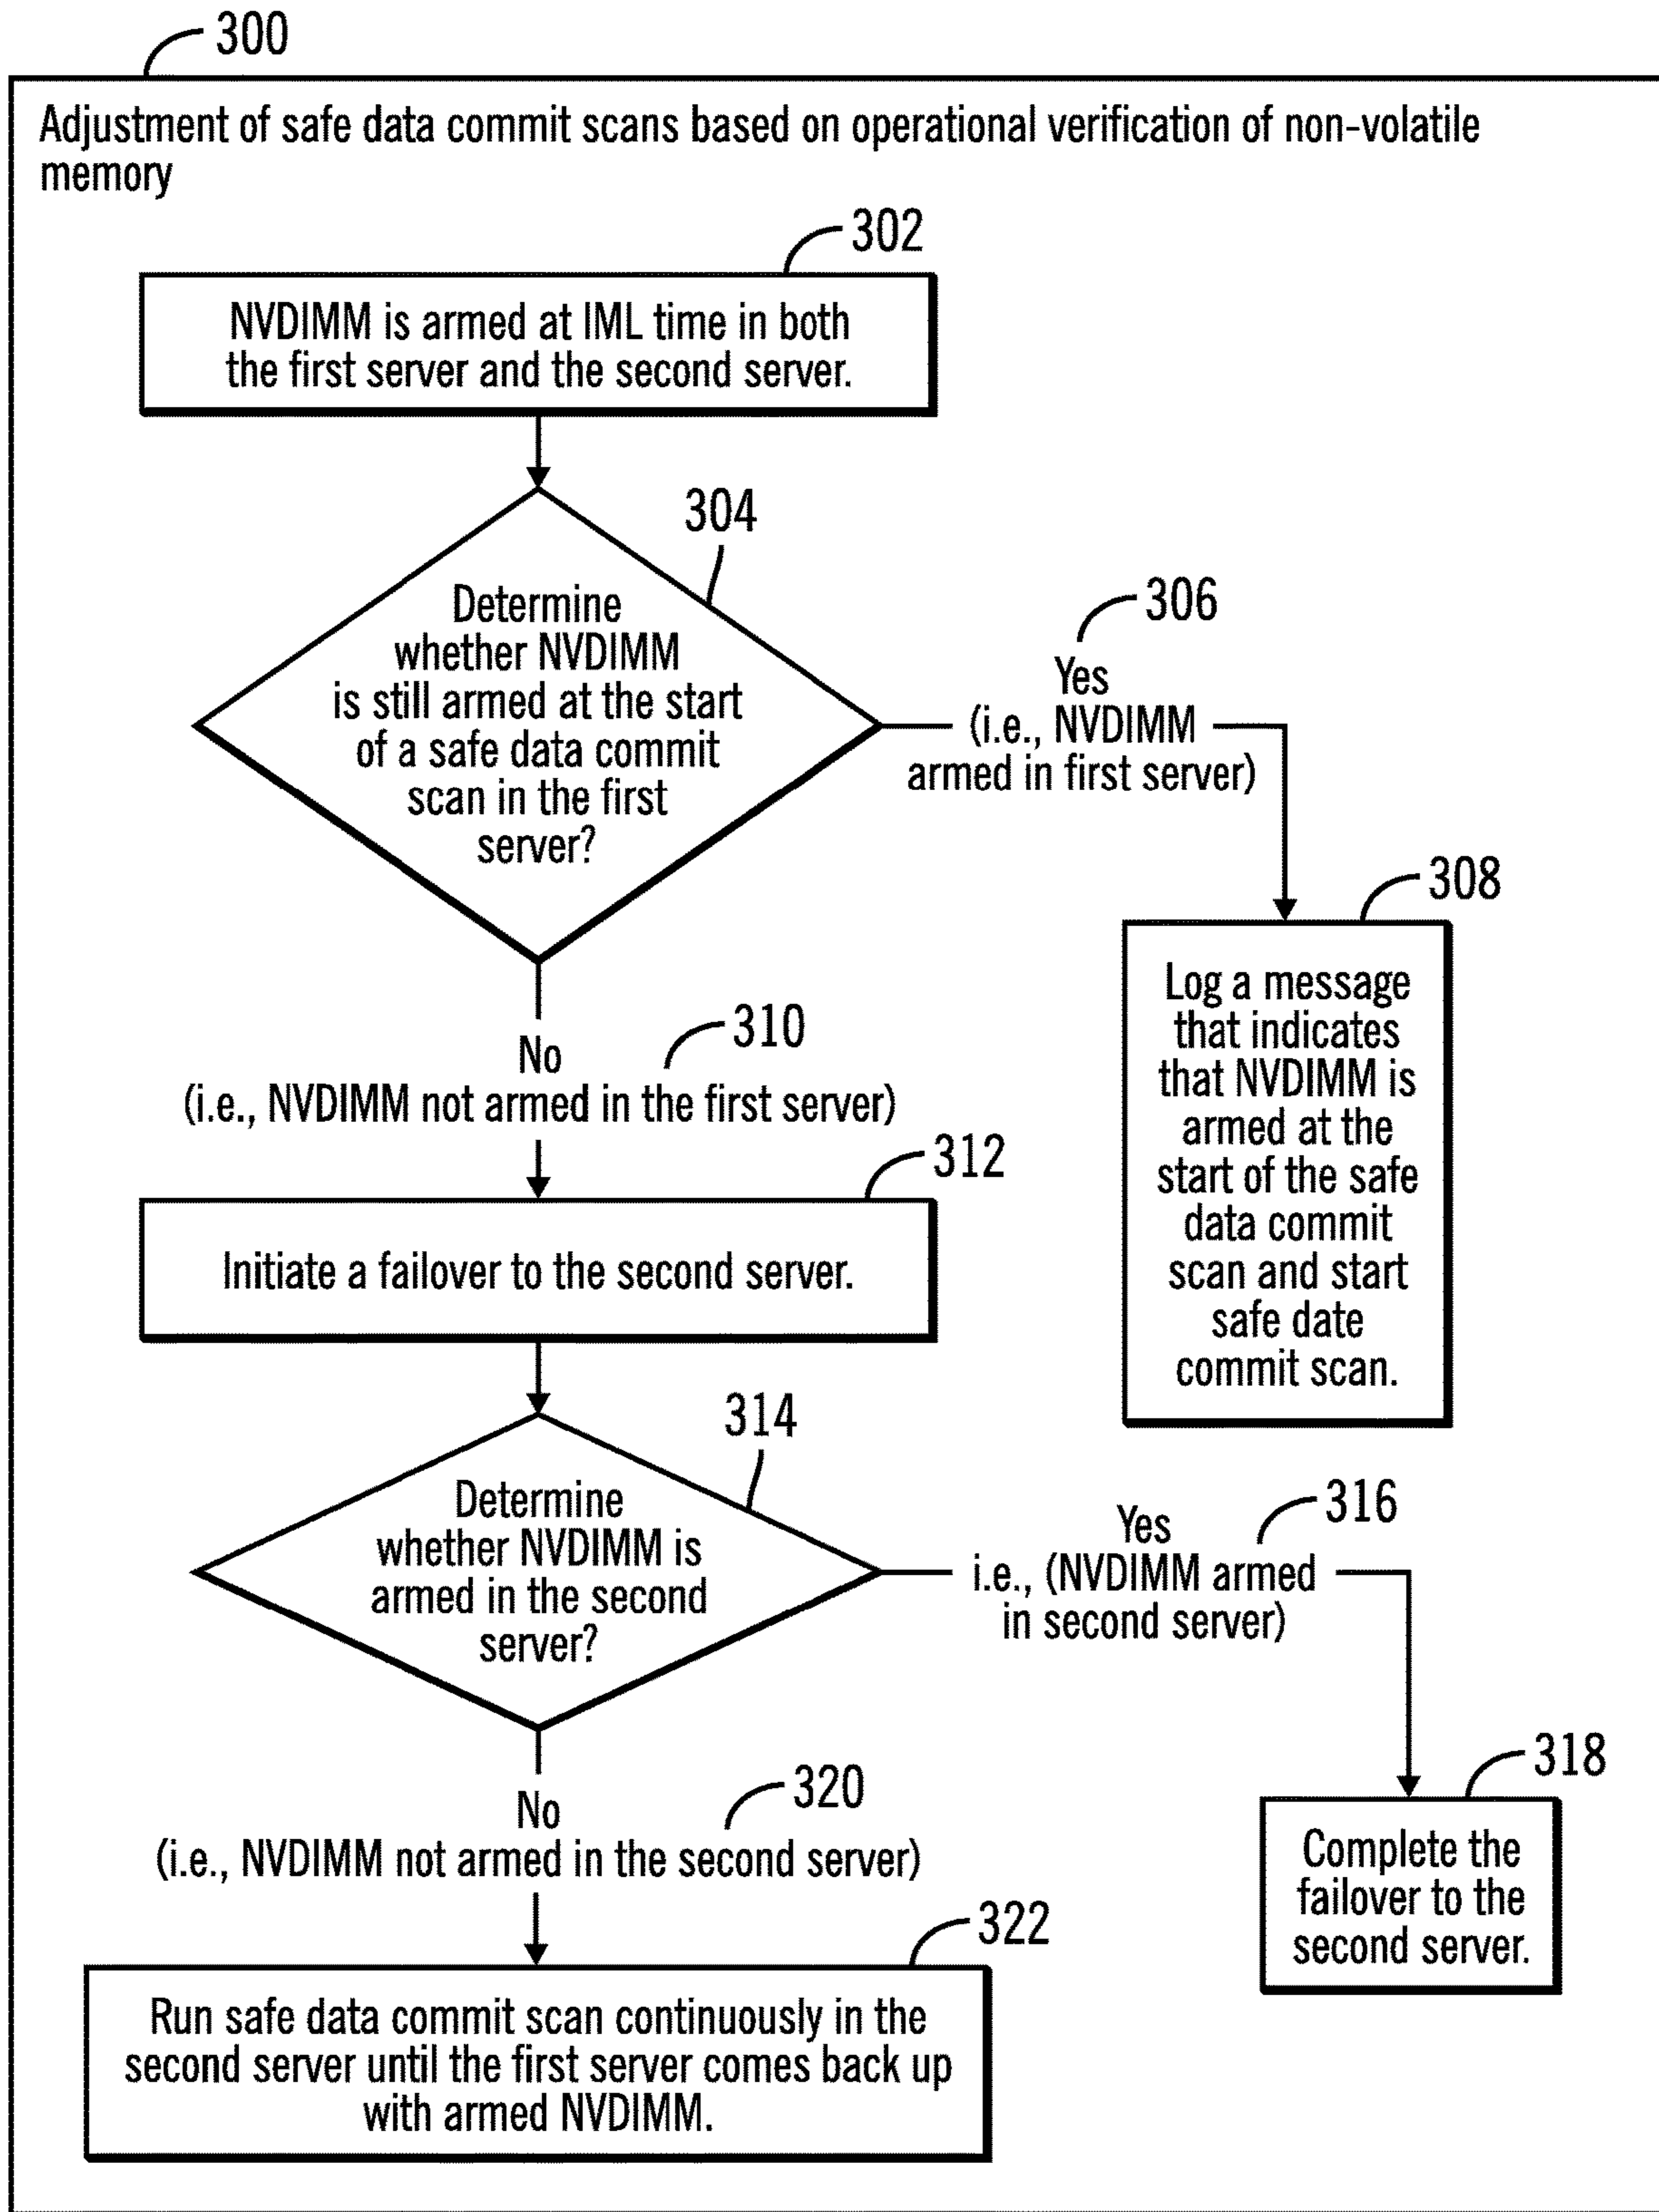 300
Adjustment of safe data commit scans based on operational verification of non-volatile
memory
302
NVDIMM is armed at IML time in both
the first server and the second server.
304
Determine
whether NVDIMM
is still armed at the start
of a safe data commit
scan in the first
server?
306
Yes
(i.e., NVDIMM
armed in first server)
308
Log a message
that indicates
that NVDIMM is
armed at the
start of the safe
data commit
scan and start
safe date
commit scan.
310
No
(i.e., NVDIMM not armed in the first server)
312
Initiate a failover to the second server.
314
Determine
whether NVDIMM is
armed in the second
server?
316
Yes
i.e., (NVDIMM armed
in second server)
318
Complete the
failover to the
second server.
320
No
(i.e., NVDIMM not armed in the second server)
322
Run safe data commit scan continuously in the
second server until the first server comes back up
with armed NVDIMM.